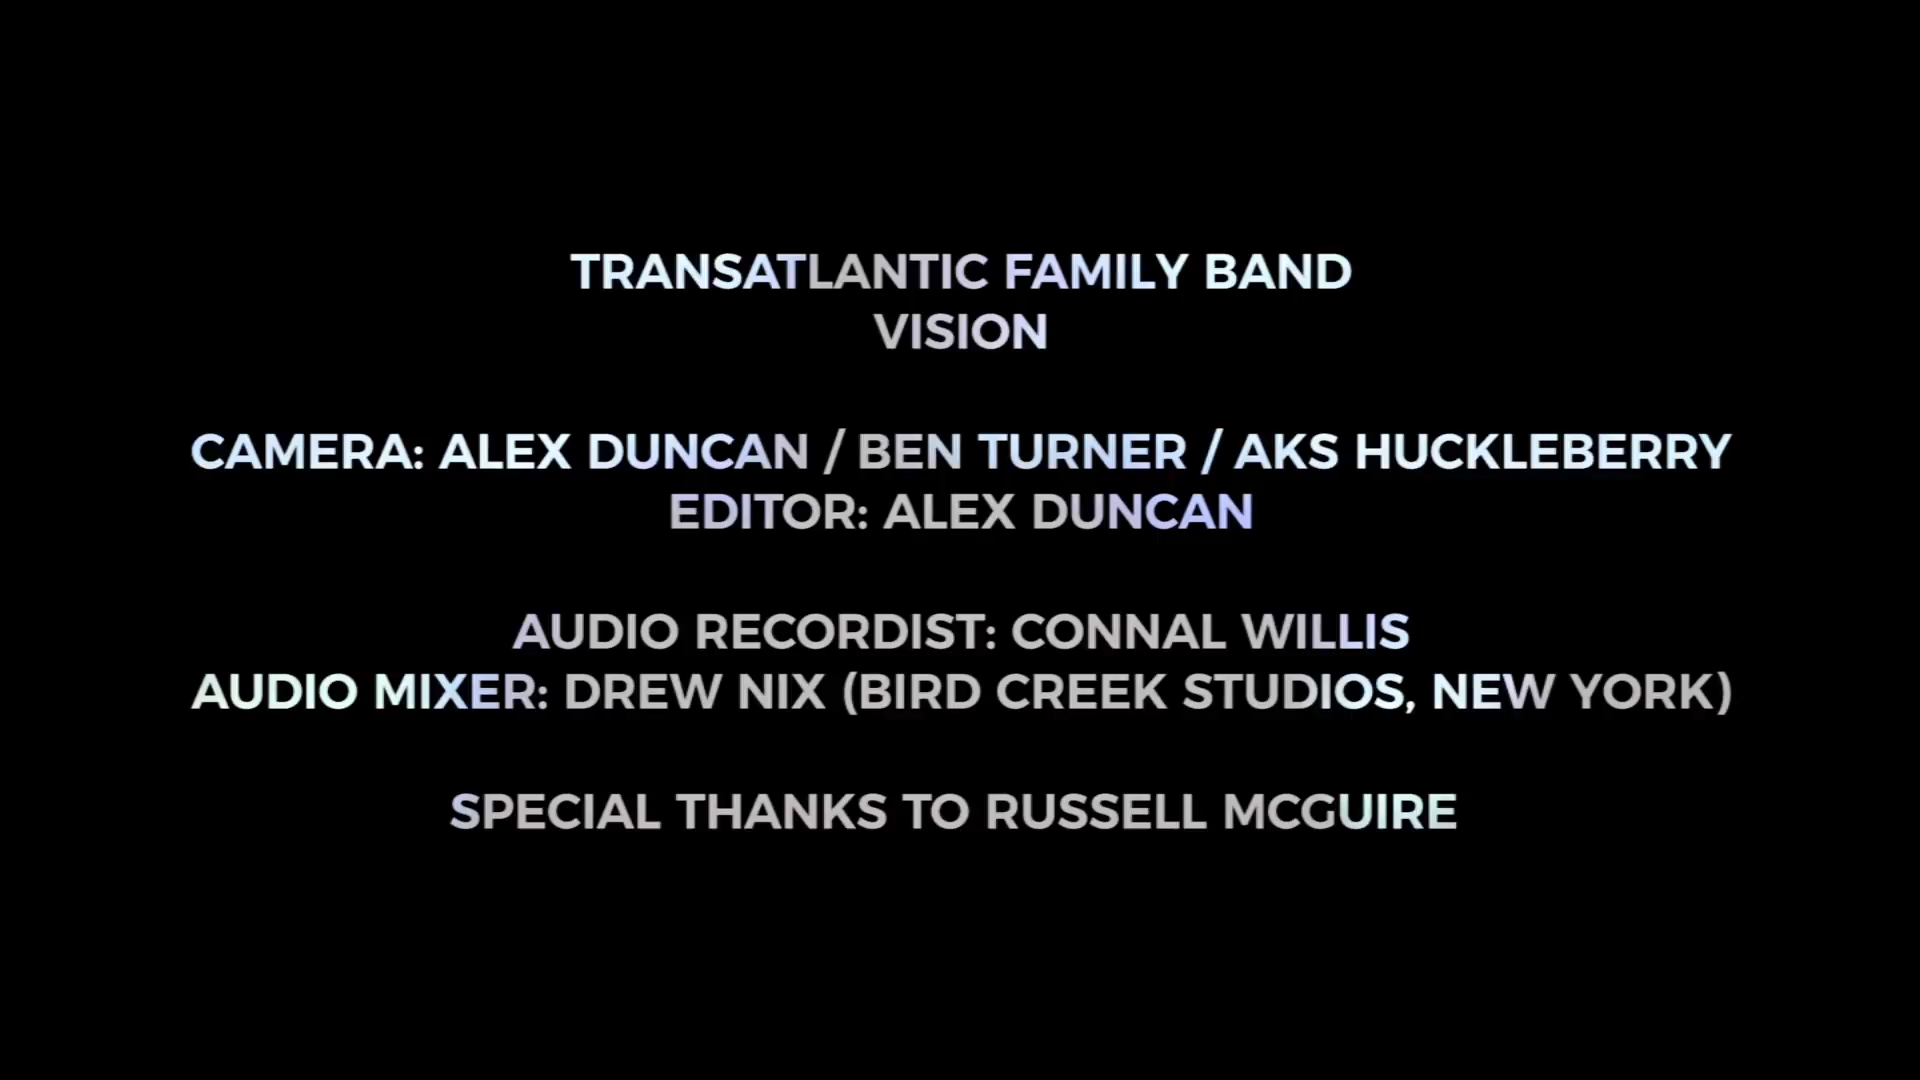 TRANSATLANTIC FAMILY BAND
VISION
CAMERA: ALEX DUNCAN / BEN TURNER / AKS HUCKLEBERRY
EDITOR: ALEX DUNCAN
AUDIO RECORDIST: CONNAL WILLIS
AUDIO MIXER: DREW NIX (BIRD CREEK STUDIOS, NEW YORK)
SPECIAL THANKS TO RUSSELL MCGUIRE